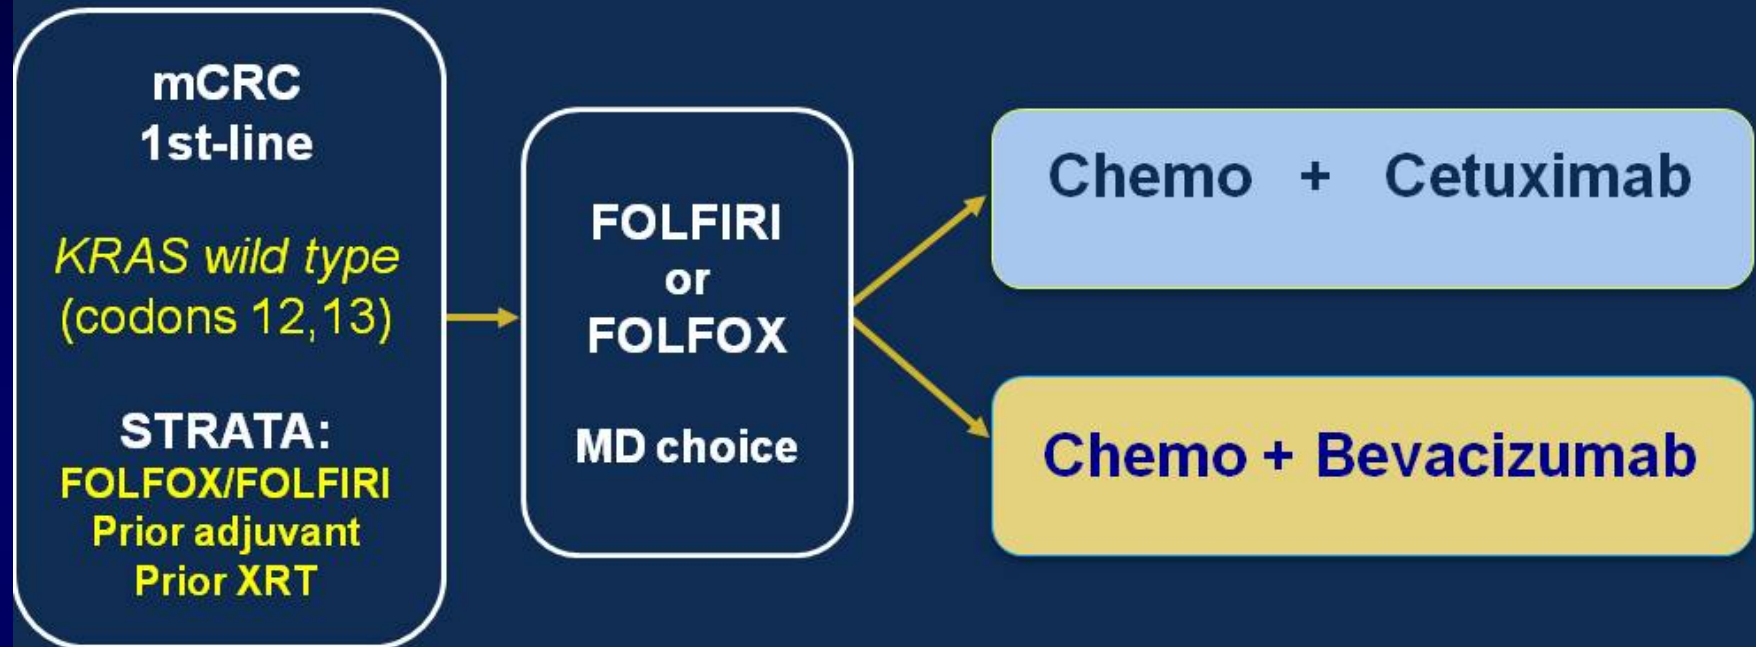 mCRC
1st-line
KRAS wild type
(codons 12,13)
STRATA:
FOLFOX/FOLFIRI
Prior adjuvant
Prior XRT
FOLFIRI
or
FOLFOX
MD choice
Chemo + Cetuximab
Chemo + Bevacizumab